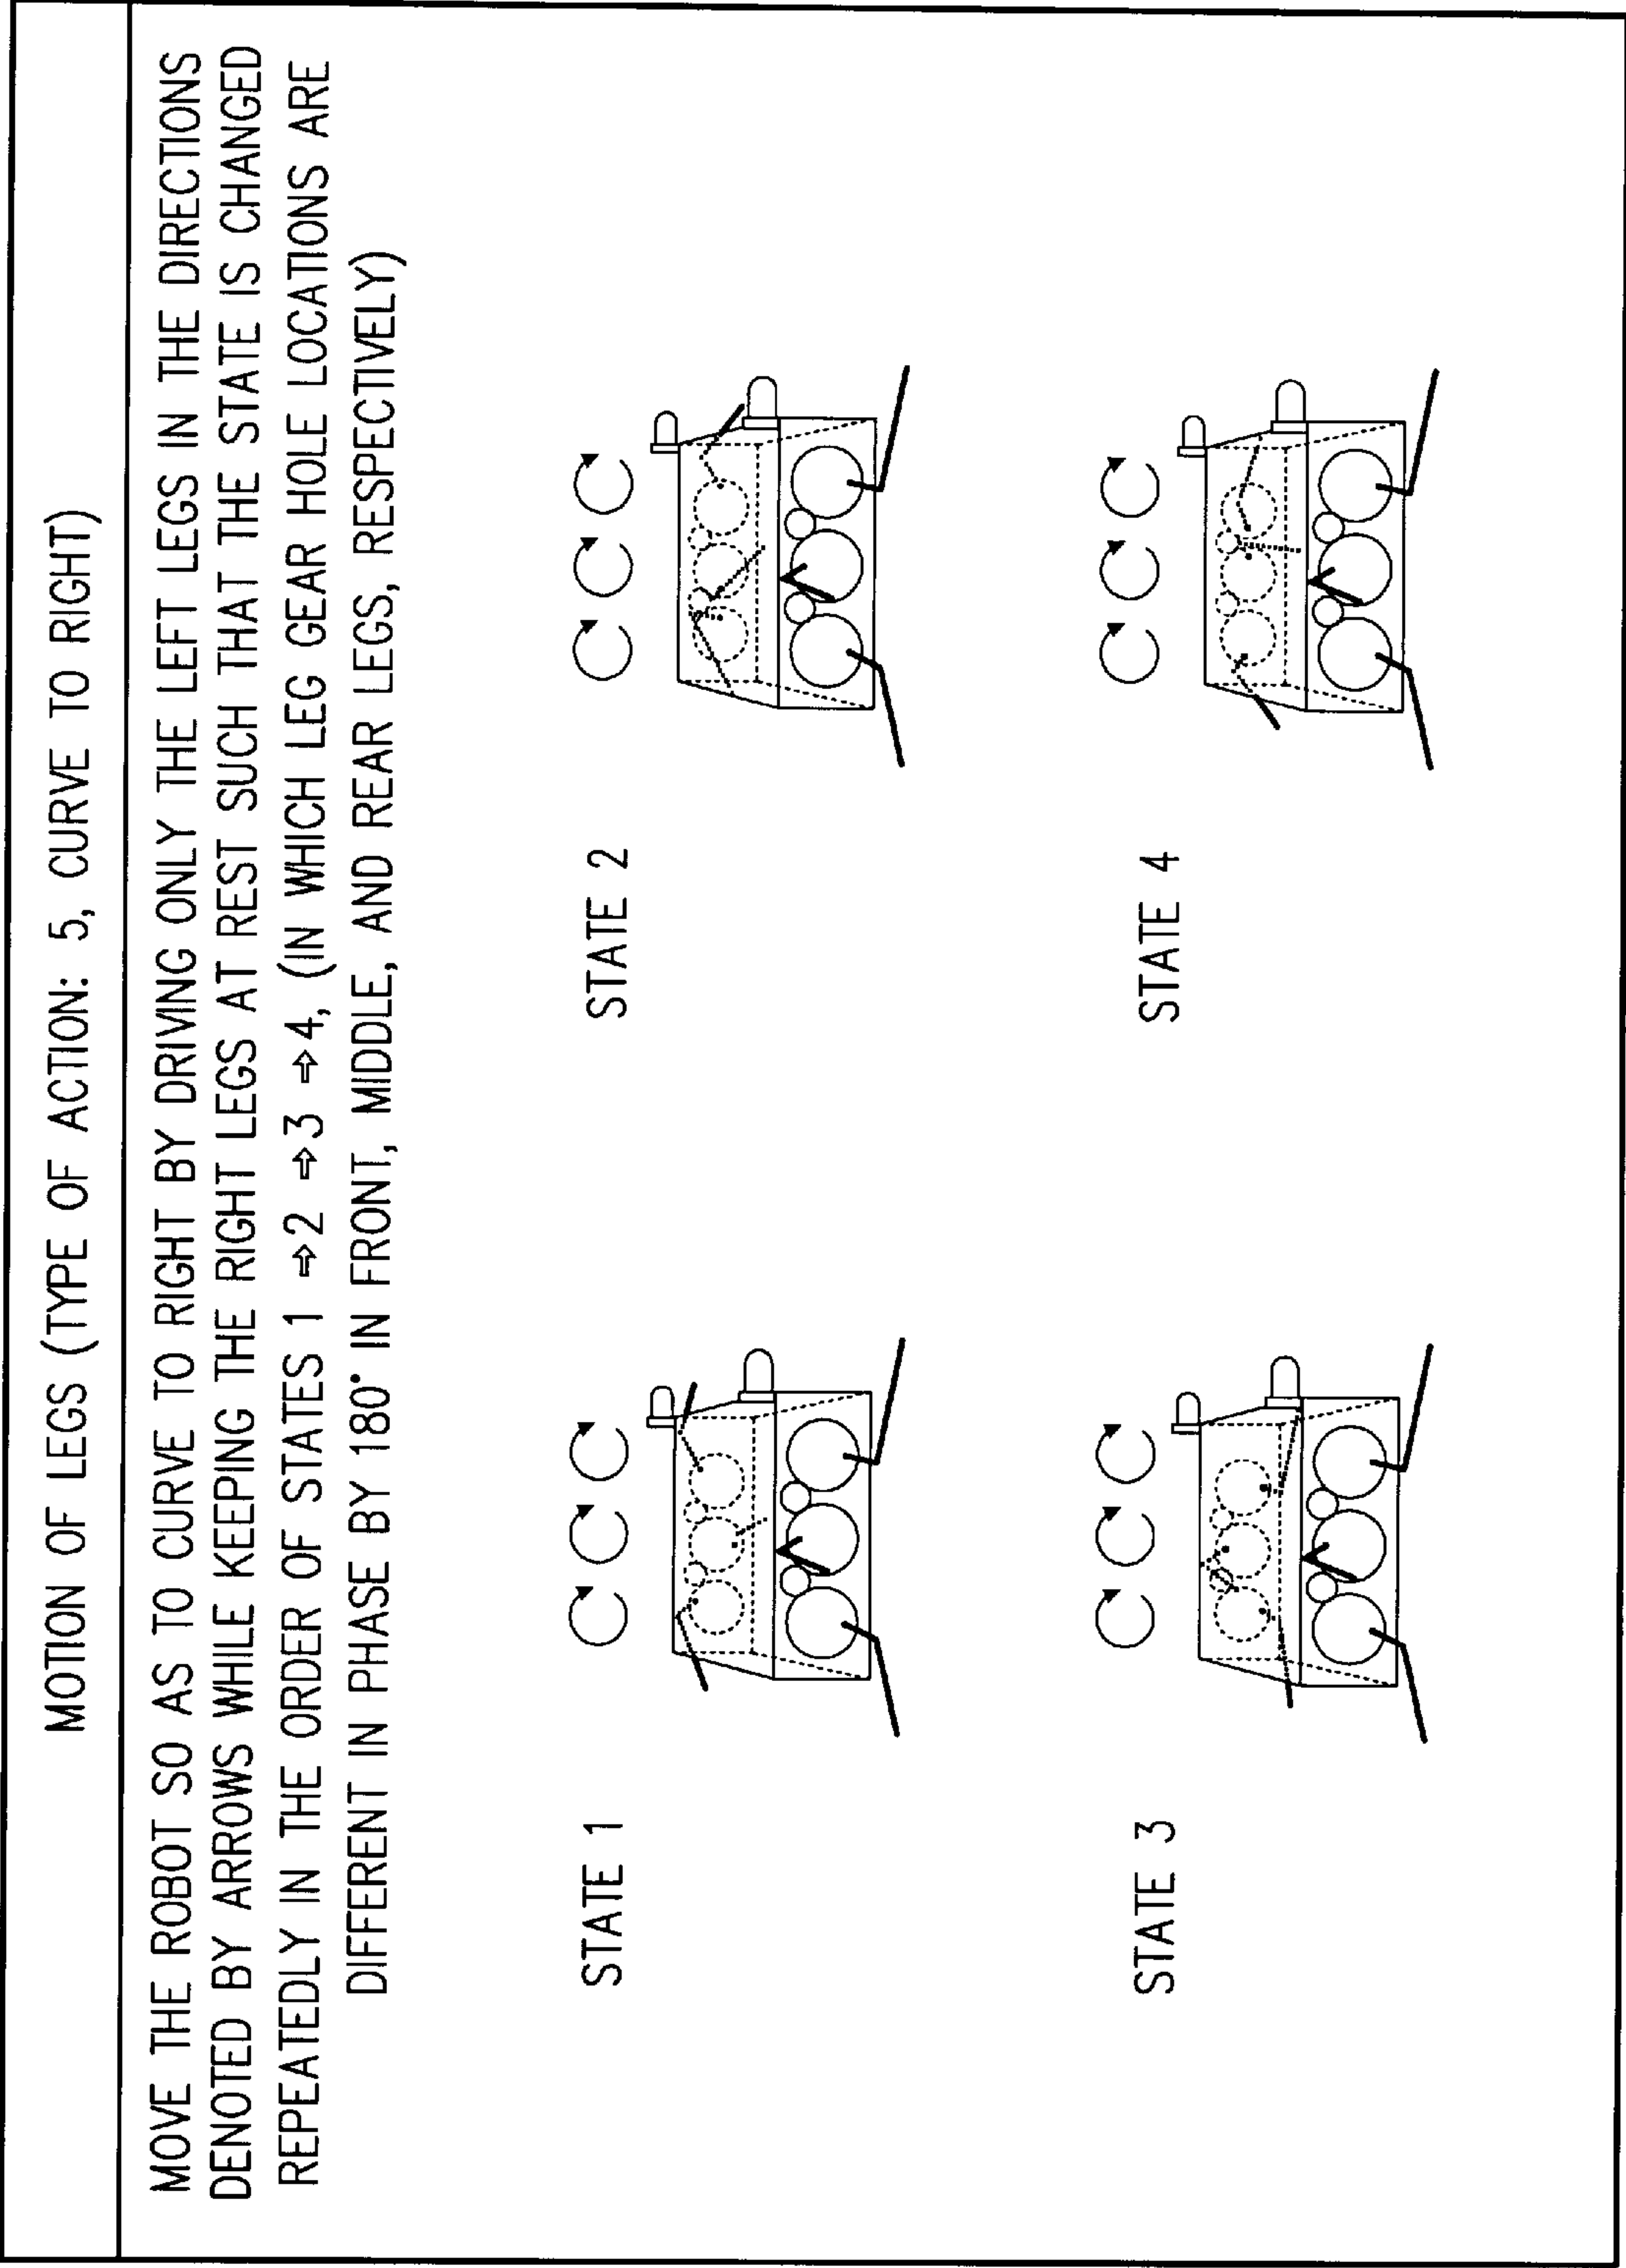 MOTION OF LEGS (TYPE OF ACTION: 5, CURVE TO RIGHT)
MOVE THE ROBOT SO AS TO CURVE TO RIGHT BY DRIVING ONLY THE LEFT LEGS IN THE DIRECTIONS
DENOTED BY ARROWS WHILE KEEPING THE RIGHT LEGS AT REST SUCH THAT THE STATE IS CHANGED
REPEATEDLY IN THE ORDER OF STATES 1 ⇨2 ⇨3 ⇨4, (IN WHICH LEG GEAR HOLE LOCATIONS ARE
DIFFERENT IN PHASE BY 180° IN FRONT, MIDDLE, AND REAR LEGS, RESPECTIVELY)
STATE 1
STATE 2
STATE 3
STATE 4